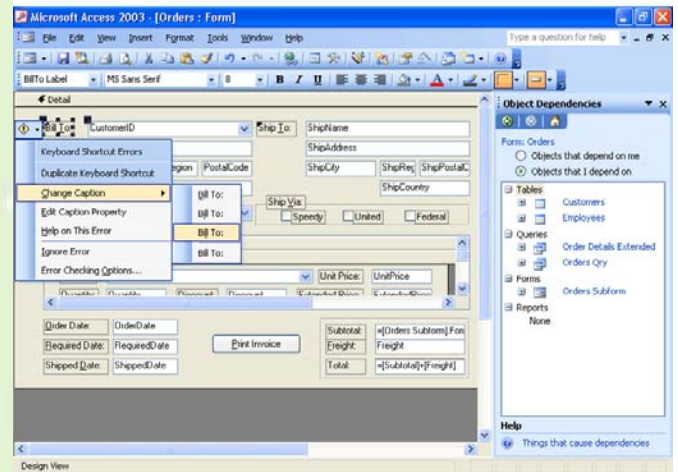 Microsoft Access 2003 - [Orders : Form]
File Edit View Insert Format Tools Window Help Type a question for help
BillTo Label MS Sans Serif 8 B I U
Detail
Bill To: CustomerID Ship To: ShipName
ShipAddress
PostalCode ShipCity ShipReg ShipPostalC
ShipCountry
Keyboard Shortcut Errors
Duplicate Keyboard Shortcut
Change Caption
Edit Caption Property
Help on This Error
Ignore Error
Error Checking Options...
Bill To:
Bill To:
Bill To:
Bill To:
Ship Via:
Speedy United Federal
Unit Price: UnitPrice
Quantity Quantity Discount Discount Extended Price
Order Date: OrderDate Subtotal: =[Orders Subform].Fon
Required Date: RequiredDate Print Invoice Freight: Freight
Shipped Date: ShippedDate Total: =[Subtotal]+[Freight]
Object Dependencies
Form: Orders
Objects that depend on me
Objects that I depend on
Tables
Customers
Employees
Queries
Order Details Extended
Orders Qry
Forms
Orders Subform
Reports
None
Help
Things that cause dependencies
Design View